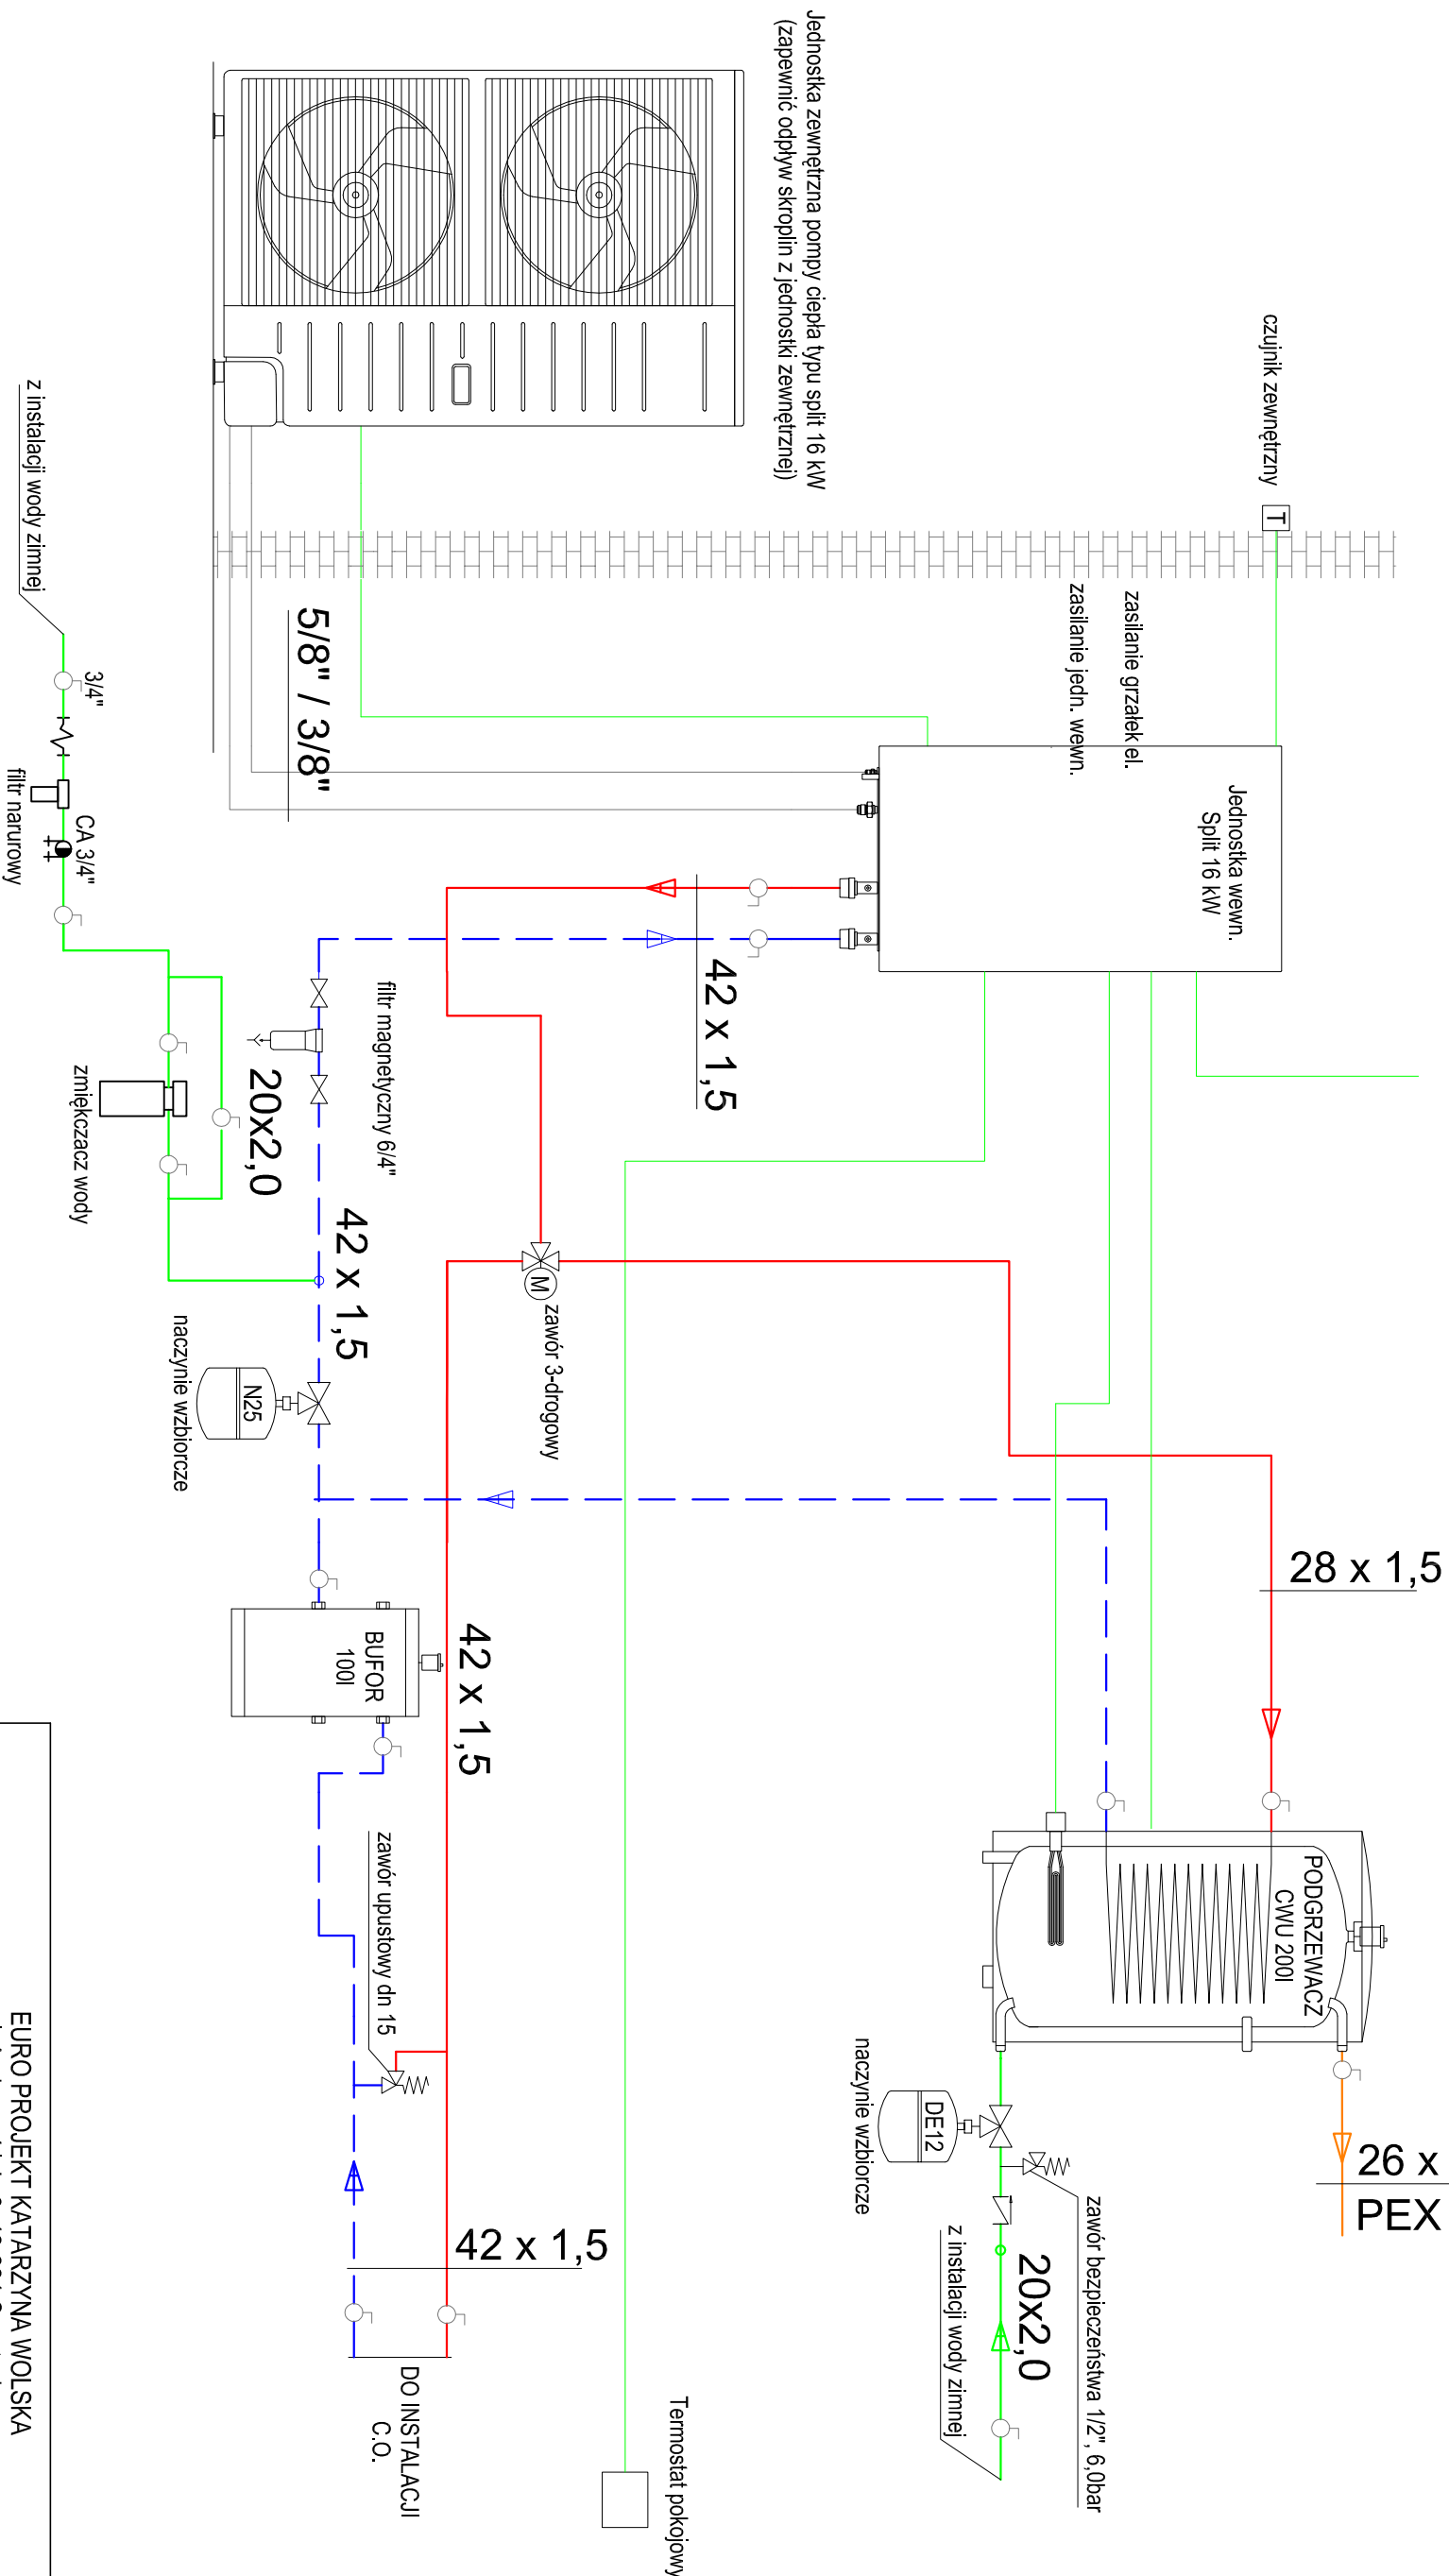 Jednostka zewnętrzna pompy ciepła typu split 16 kW
(zapewnić odpływ skroplin z jednostki zewnętrznej)
czujnik zewnętrzny
T
zasilanie grzałek el.
zasilanie jedn. wewn.
Jednostka wewn.
Split 16 kW
5/8" / 3/8"
z instalacji wody zimnej
3/4"
filtr narurowy
CA 3/4"
42 x 1,5
filtr magnetyczny 6/4"
20x2,0
zmiękczacz wody
42 x 1,5
M
zawór 3-drogowy
N25
naczynie wzbiorcze
28 x 1,5
42 x 1,5
BUFOR
100l
zawór upustowy dn 15
PODGRZEWACZ
CWU 200l
DE12
naczynie wzbiorcze
26 x
PEX
zawór bezpieczeństwa 1/2", 6,0bar
20x2,0
z instalacji wody zimnej
42 x 1,5
DO INSTALACJI
C.O.
Termostat pokojowy
EURO PROJEKT KATARZYNA WOLSKA